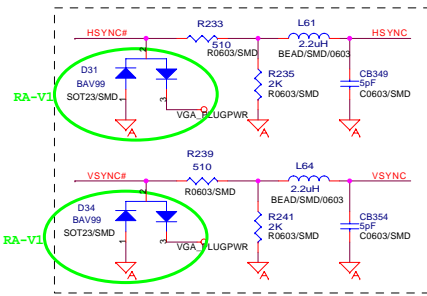 R233
L61
HSYNC#
HSYNC
510
R0603/SMD
2.2uH
BEAD/SMD/0603
2
D31
BAV99
SOT23/SMD
RA-V1
1
3
VGA_PLUGPWR
R235
2K
R0603/SMD
CB349
5pF
C0603/SMD
A
A
A
R239
L64
VSYNC#
VSYNC
510
R0603/SMD
2.2uH
BEAD/SMD/0603
2
D34
BAV99
SOT23/SMD
RA-V1
1
3
VGA_PLUGPWR
R241
2K
R0603/SMD
CB354
5pF
C0603/SMD
A
A
A